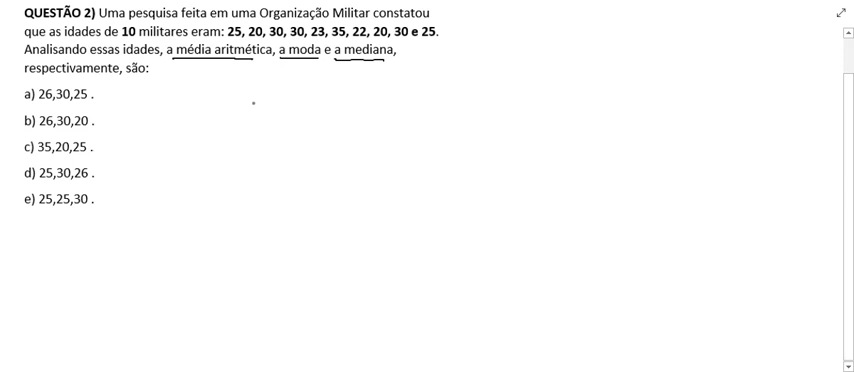 QUESTÃO 2) Uma pesquisa feita em uma Organização Militar constatou
que as idades de 10 militares eram: 25, 20, 30, 30, 23, 35, 22, 20, 30 e 25.
Analisando essas idades, a média aritmética, a moda e a mediana,
respectivamente, são:
a) 26,30,25 .
b) 26,30,20 .
c) 35,20,25 .
d) 25,30,26 .
e) 25,25,30 .